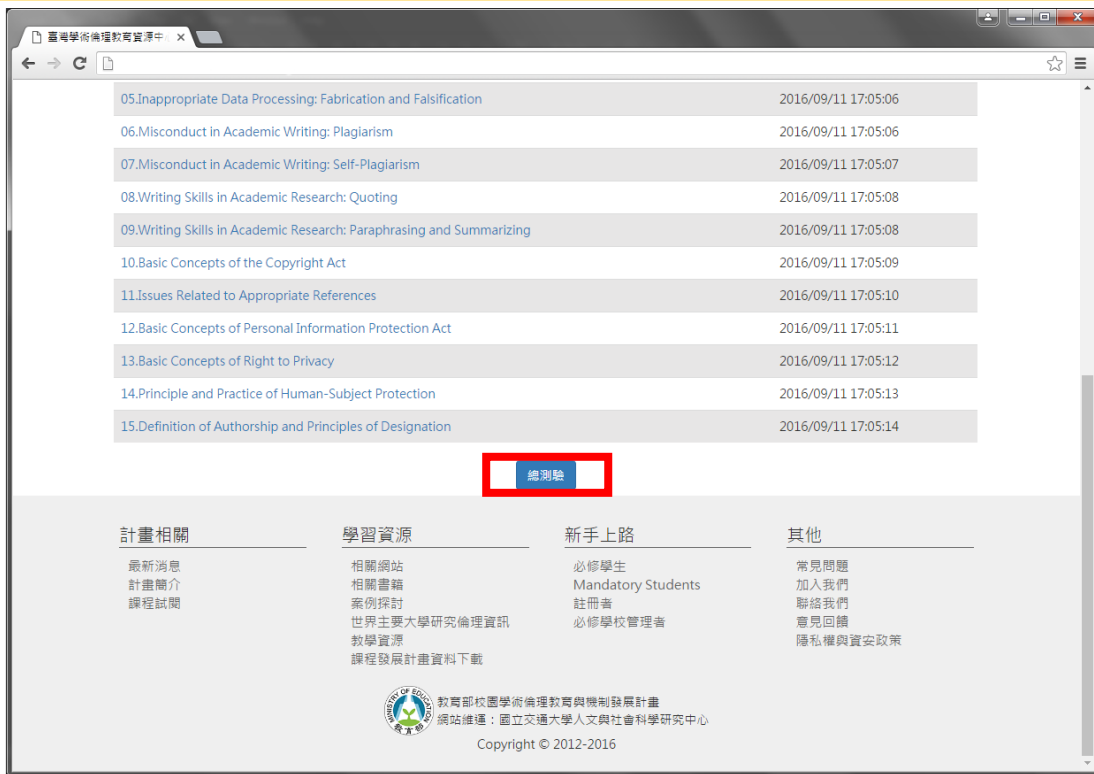 臺灣學術倫理教育資源中
05.Inappropriate Data Processing: Fabrication and Falsification 2016/09/11 17:05:06
06.Misconduct in Academic Writing: Plagiarism 2016/09/11 17:05:06
07.Misconduct in Academic Writing: Self-Plagiarism 2016/09/11 17:05:07
08.Writing Skills in Academic Research: Quoting 2016/09/11 17:05:08
09.Writing Skills in Academic Research: Paraphrasing and Summarizing 2016/09/11 17:05:08
10.Basic Concepts of the Copyright Act 2016/09/11 17:05:09
11.Issues Related to Appropriate References 2016/09/11 17:05:10
12.Basic Concepts of Personal Information Protection Act 2016/09/11 17:05:11
13.Basic Concepts of Right to Privacy 2016/09/11 17:05:12
14.Principle and Practice of Human-Subject Protection 2016/09/11 17:05:13
15.Definition of Authorship and Principles of Designation 2016/09/11 17:05:14
總測驗
計畫相關
最新消息
計畫簡介
課程試閱
學習資源
相關網站
相關書籍
案例探討
世界主要大學研究倫理資訊
教學資源
課程發展計畫資料下載
新手上路
必修學生
Mandatory Students
註冊者
必修學校管理者
其他
常見問題
加入我們
聯絡我們
意見回饋
隱私權與資安政策
MINISTRY OF EDUCATION
教育部
教育部校園學術倫理教育與機制發展計畫
網站維運：國立交通大學人文與社會科學研究中心
Copyright © 2012-2016